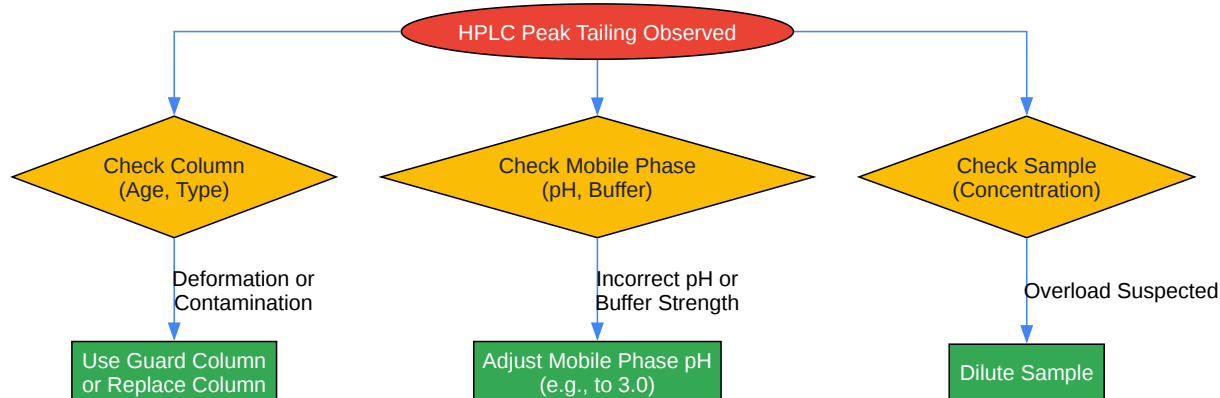 HPLC Peak Tailing Observed
Check Column
(Age, Type)
Check Mobile Phase
(pH, Buffer)
Check Sample
(Concentration)
Deformation or
Contamination
Incorrect pH or
Buffer Strength
Overload Suspected
Use Guard Column
or Replace Column
Adjust Mobile Phase pH
(e.g., to 3.0)
Dilute Sample